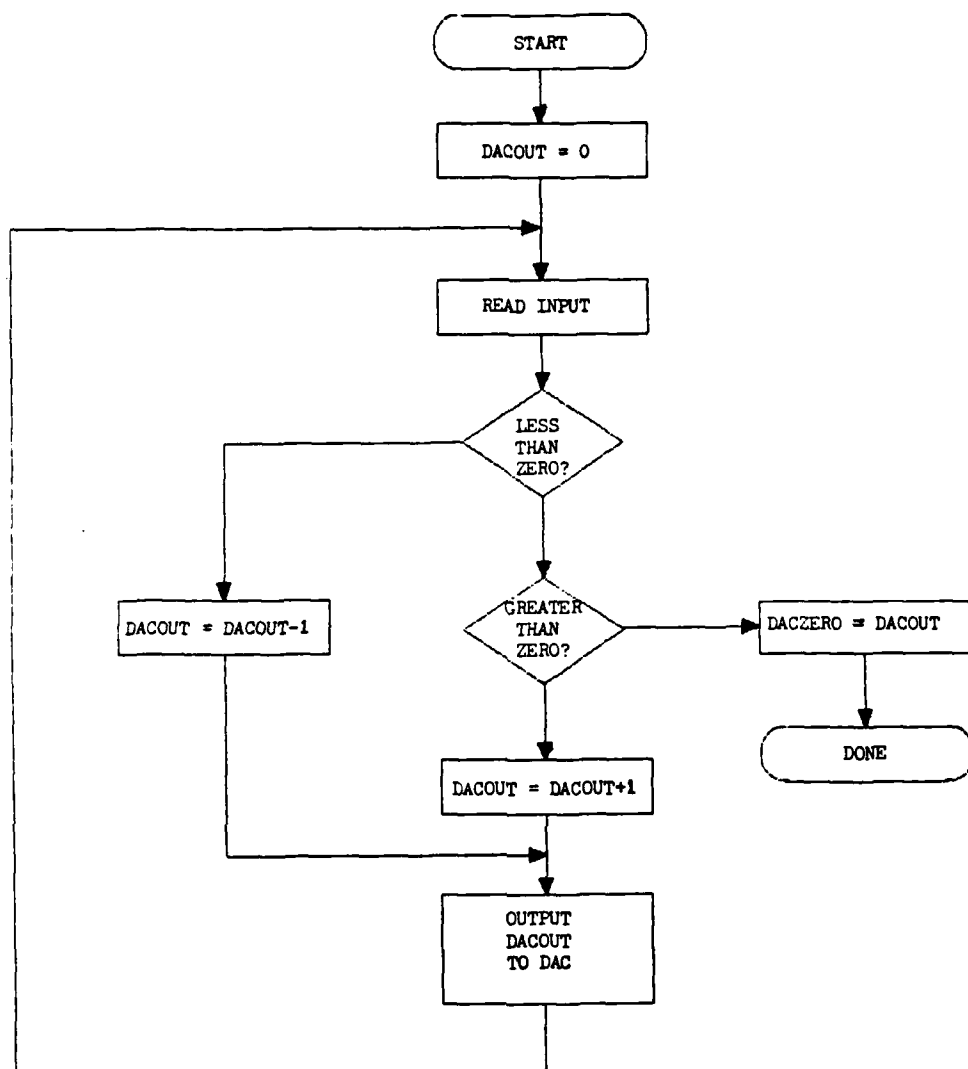 START
DACOUT = 0
READ INPUT
LESS
THAN
ZERO?
DACOUT = DACOUT-1
GREATER
THAN
ZERO?
DACZERO = DACOUT
DONE
DACOUT = DACOUT+1
OUTPUT
DACOUT
TO DAC